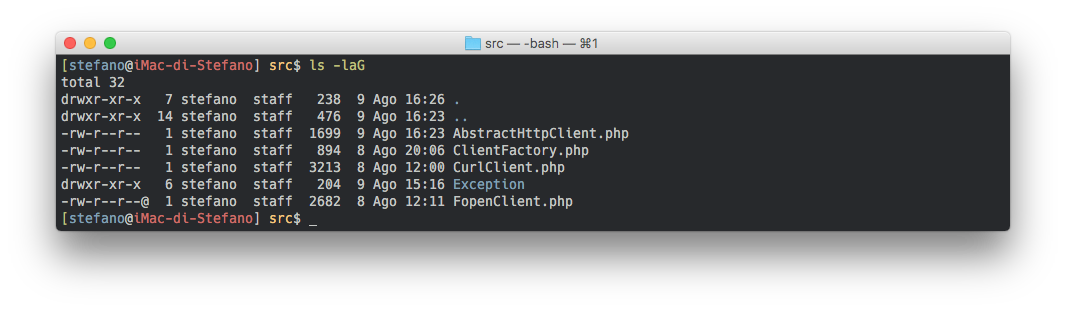 src — -bash — ⌘1
[stefano@iMac-di-Stefano] src$ ls -laG
total 32
drwxr-xr-x   7 stefano  staff   238  9 Ago 16:26 .
drwxr-xr-x  14 stefano  staff   476  9 Ago 16:23 ..
-rw-r--r--   1 stefano  staff  1699  9 Ago 16:23 AbstractHttpClient.php
-rw-r--r--   1 stefano  staff   894  8 Ago 20:06 ClientFactory.php
-rw-r--r--   1 stefano  staff  3213  8 Ago 12:00 CurlClient.php
drwxr-xr-x   6 stefano  staff   204  9 Ago 15:16 Exception
-rw-r--r--@  1 stefano  staff  2682  8 Ago 12:11 FopenClient.php
[stefano@iMac-di-Stefano] src$ _